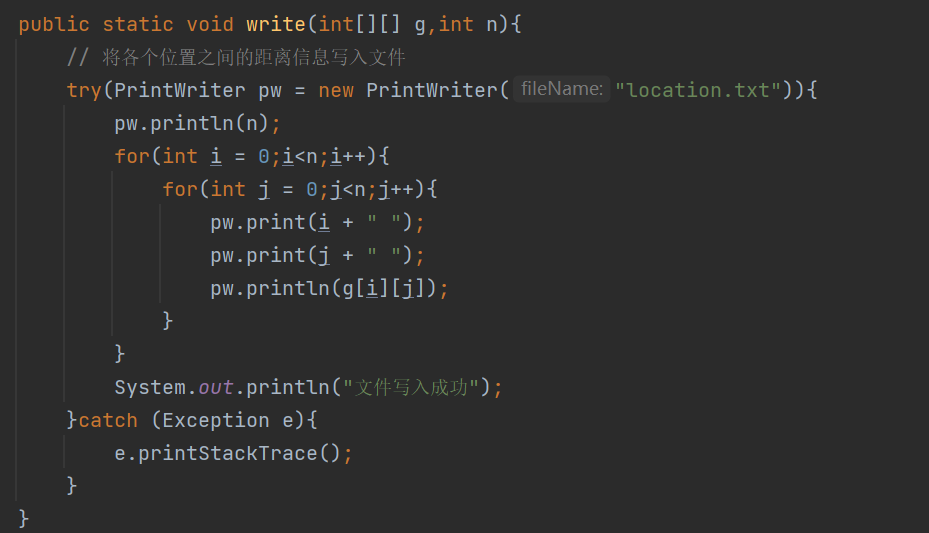 public static void write(int[][] g,int n){
// 将各个位置之间的距离信息写入文件
try(PrintWriter pw = new PrintWriter( fileName: "location.txt")){
pw.println(n);
for(int i = 0;i<n;i++){
for(int j = 0;j<n;j++){
pw.print(i + " ");
pw.print(j + " ");
pw.println(g[i][j]);
}
}
System.out.println("文件写入成功");
}catch (Exception e){
e.printStackTrace();
}
}